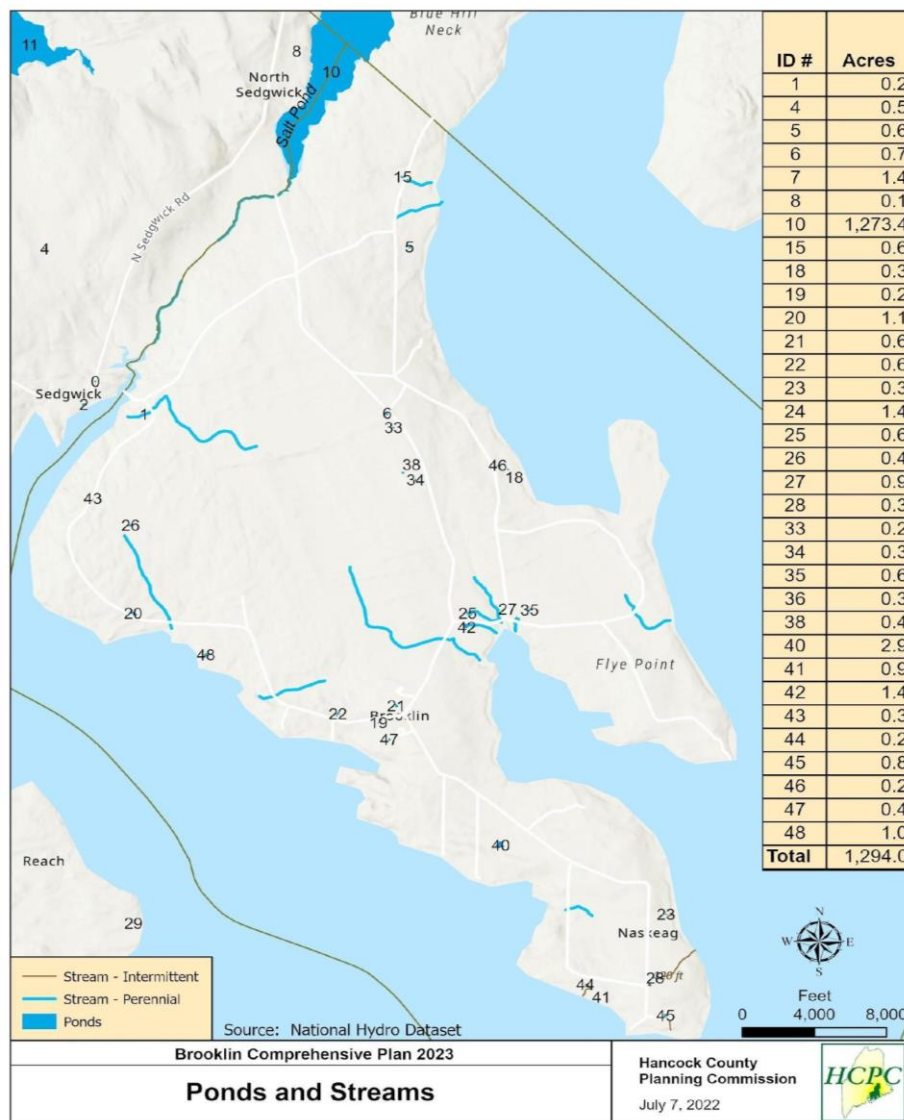 Blue Hill
Neck
11
8
10
North
Sedgwick
Salt Pond
15
N Sedgwick Rd
4
5
0
Sedgwick
2
1
6
33
38
34
46
18
43
26
20
25
42
27
35
48
Flye Point
22
21
Brooklin
19
47
40
Reach
29
23
Naskeag
28
44
41
45
ID # Acres
1 0.2
4 0.5
5 0.6
6 0.7
7 1.4
8 0.1
10 1,273.4
15 0.6
18 0.3
19 0.2
20 1.1
21 0.6
22 0.6
23 0.3
24 1.4
25 0.6
26 0.4
27 0.9
28 0.3
33 0.2
34 0.3
35 0.6
36 0.3
38 0.4
40 2.9
41 0.9
42 1.4
43 0.3
44 0.2
45 0.8
46 0.2
47 0.4
48 1.0
Total 1,294.0
N
W E
S
Feet
0 4,000 8,000
Stream - Intermittent
Stream - Perennial
Ponds
Source: National Hydro Dataset
Brooklin Comprehensive Plan 2023
Ponds and Streams
Hancock County
Planning Commission
July 7, 2022
HCPC